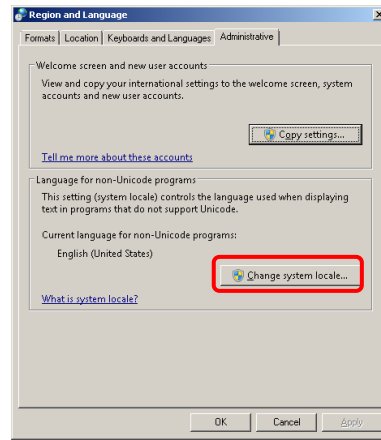 Region and Language
Formats Location Keyboards and Languages Administrative
Welcome screen and new user accounts
View and copy your international settings to the welcome screen, system
accounts and new user accounts.
Copy settings...
Tell me more about these accounts
Language for non-Unicode programs
This setting (system locale) controls the language used when displaying
text in programs that do not support Unicode.
Current language for non-Unicode programs:
English (United States)
Change system locale...
What is system locale?
OK Cancel Apply